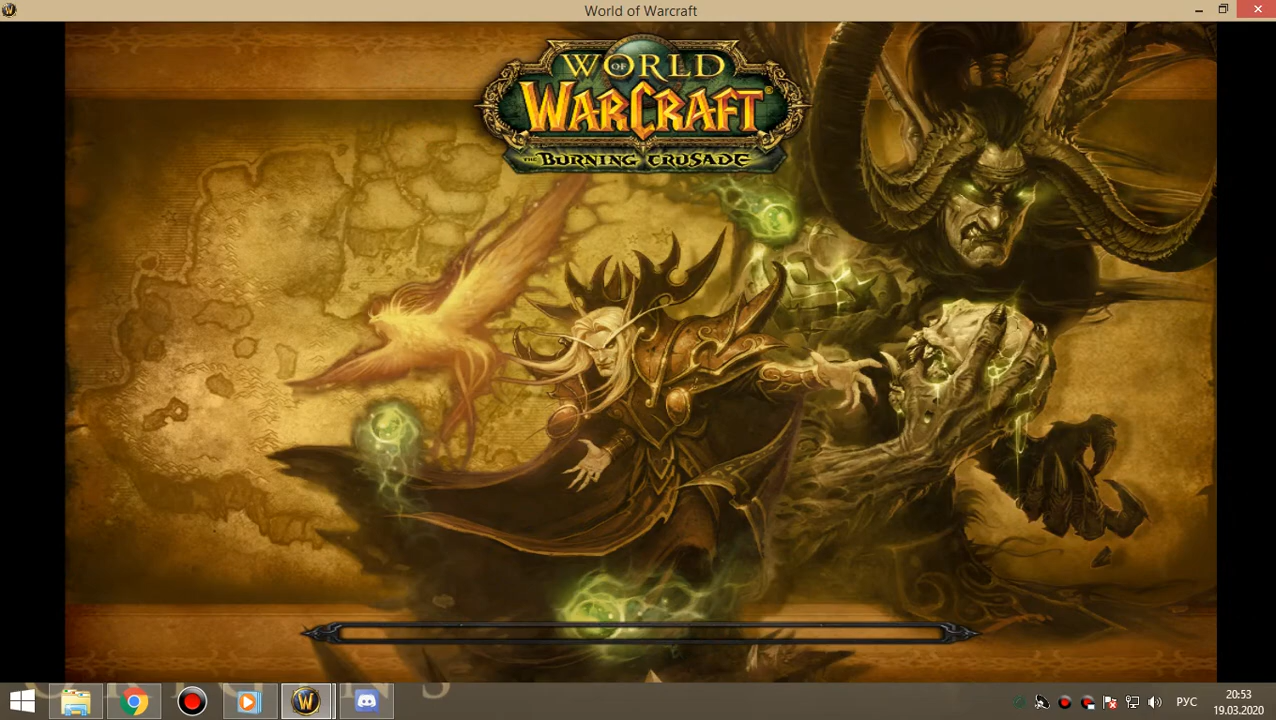 World of Warcraft
WORLD
OF
WARCRAFT®
THE BURNING CRUSADE
РУС
20:53
19.03.2020